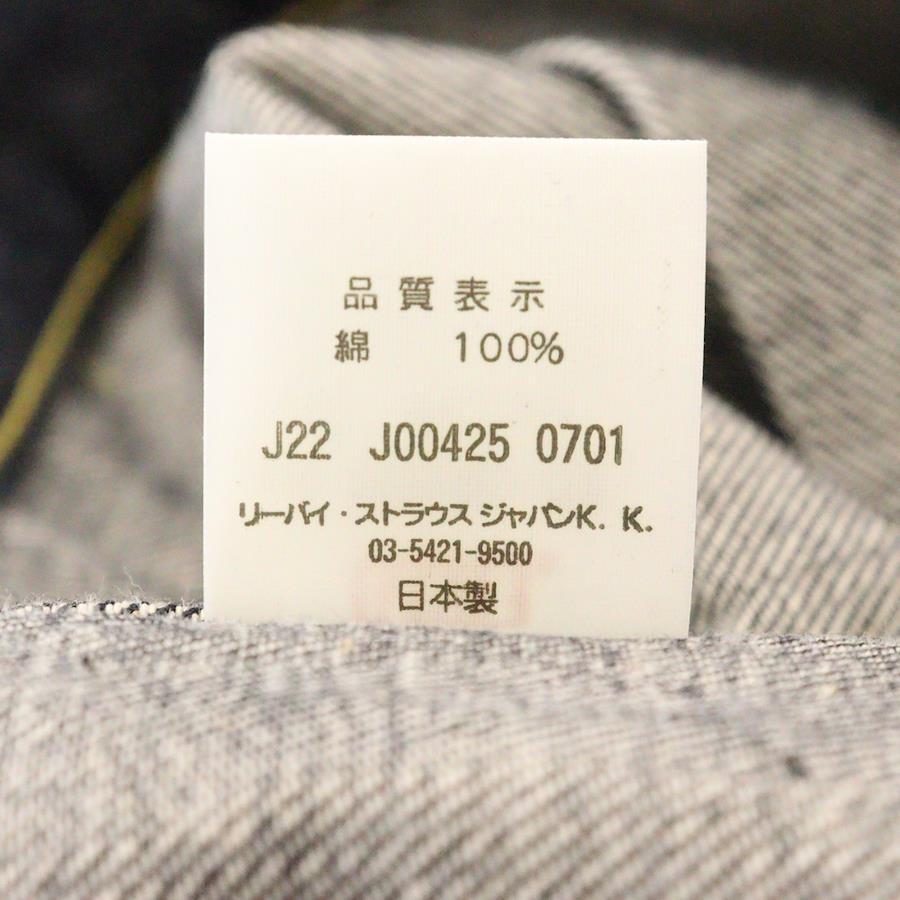 品質表示
綿 100%
J22 J00425 0701
リーバイ・ストラウス ジャパンK. K.
03-5421-9500
日本製